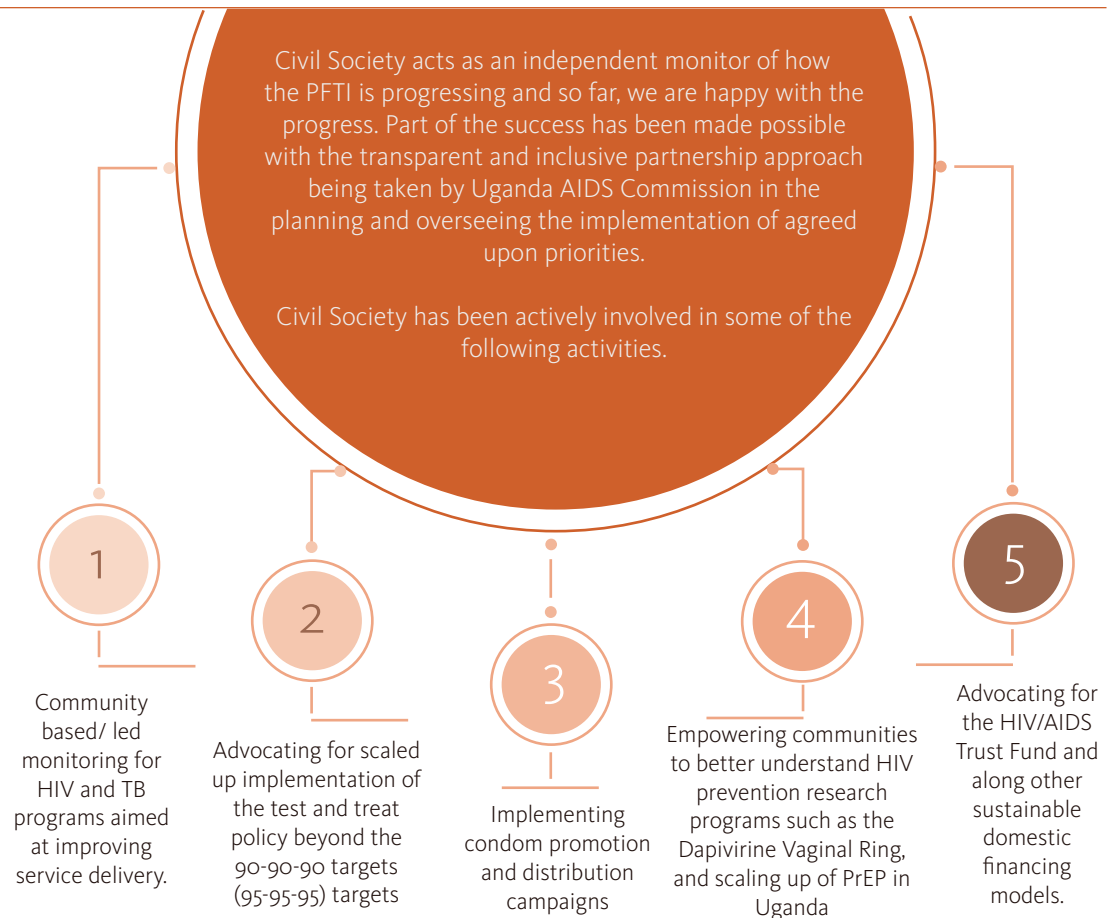 Civil Society acts as an independent monitor of how
the PFTI is progressing and so far, we are happy with the
progress. Part of the success has been made possible
with the transparent and inclusive partnership approach
being taken by Uganda AIDS Commission in the
planning and overseeing the implementation of agreed
upon priorities.
Civil Society has been actively involved in some of the
following activities.
1
Community
based/ led
monitoring for
HIV and TB
programs aimed
at improving
service delivery.
2
Advocating for scaled
up implementation of
the test and treat
policy beyond the
90-90-90 targets
(95-95-95) targets
3
Implementing
condom promotion
and distribution
campaigns
4
Empowering communities
to better understand HIV
prevention research
programs such as the
Dapivirine Vaginal Ring,
and scaling up of PrEP in
Uganda
5
Advocating for
the HIV/AIDS
Trust Fund and
along other
sustainable
domestic
financing
models.